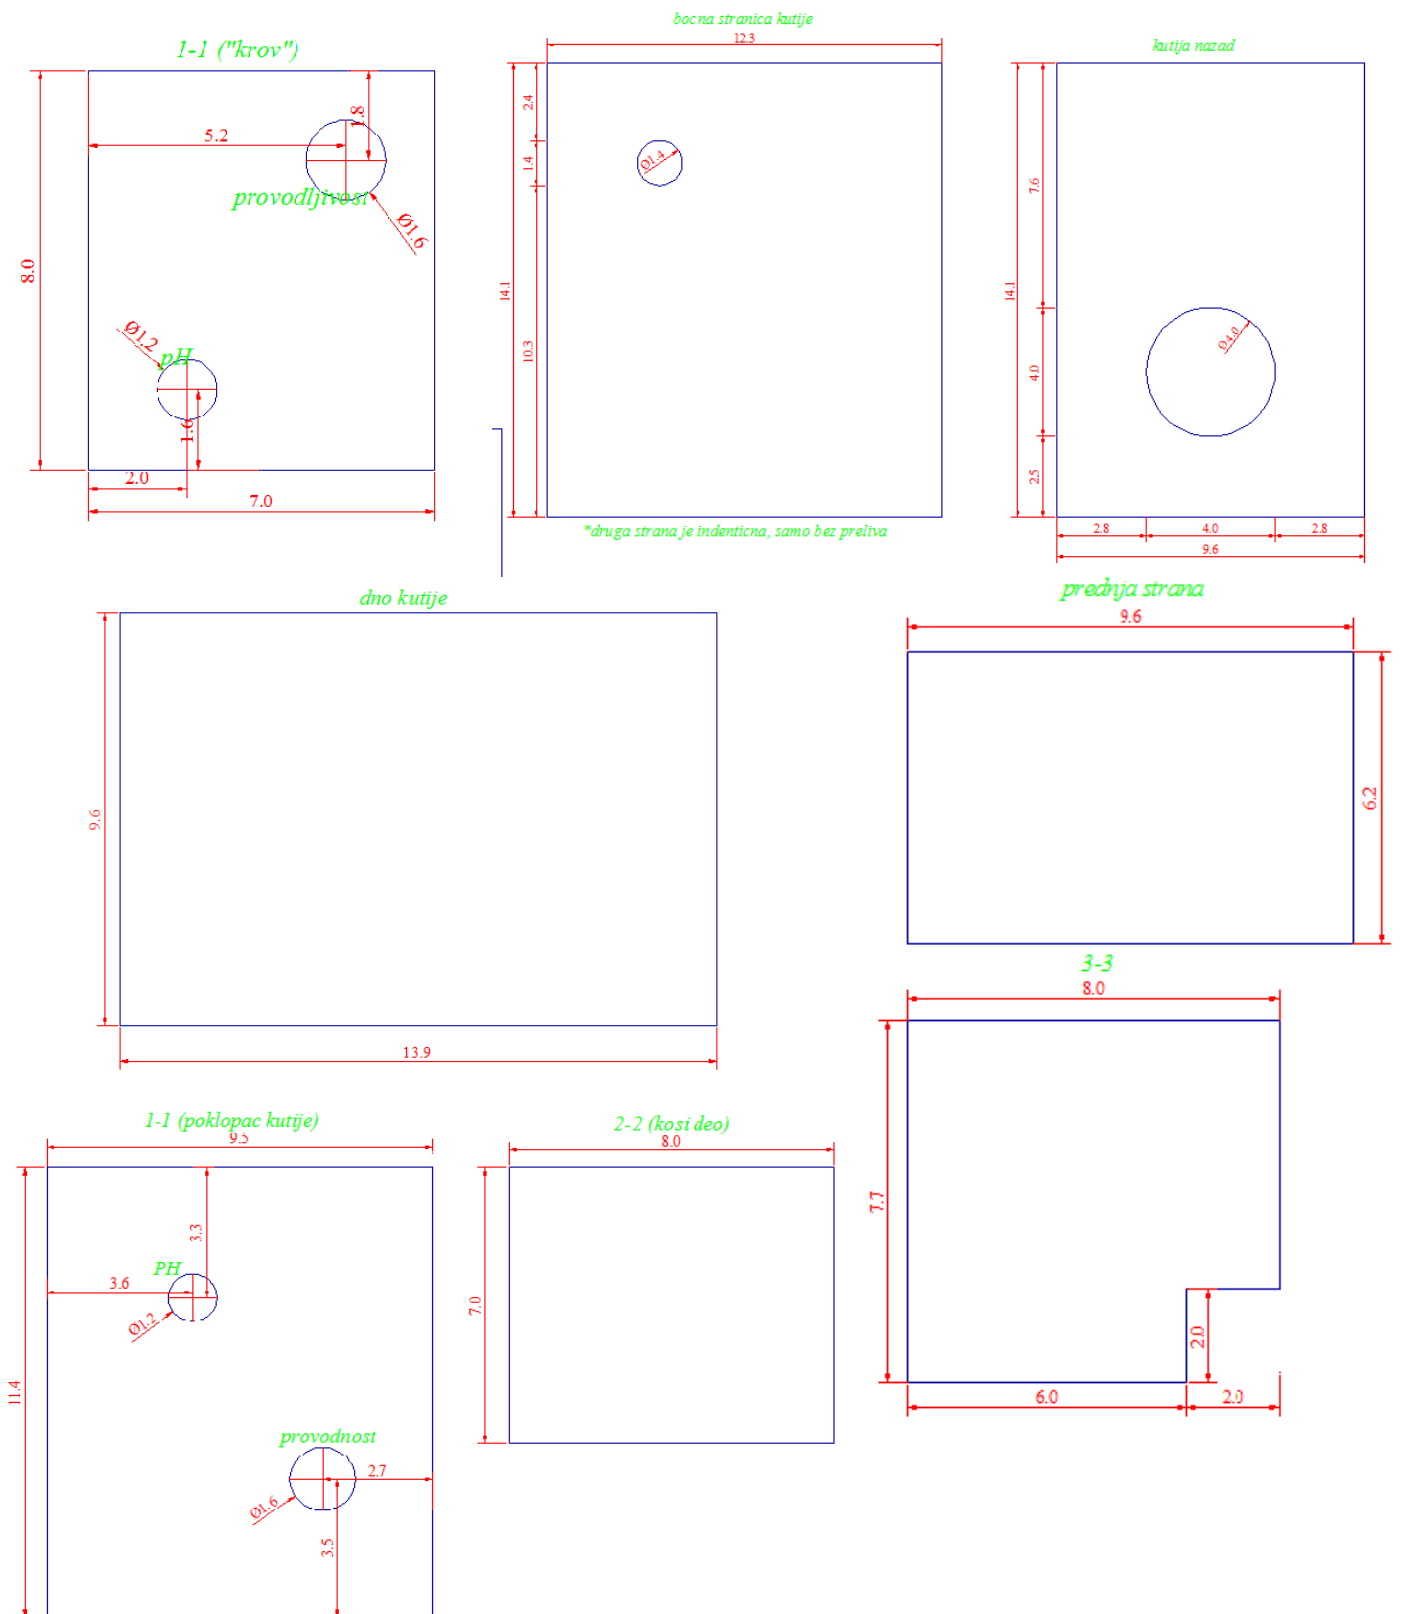 1-1 ("krov")
1.8
5.2
provodljivost
Ø1.6
8.0
Ø1.2
pH
1.6
2.0
7.0
bocna stranica kutije
12.3
2.4
1.4
Ø1.4
14.1
10.3
*druga strana je indenticna, samo bez preliva
kutija nazad
7.6
14.1
4.0
Ø4.0
2.5
2.8 4.0 2.8
9.6
dno kutije
9.6
13.9
prednja strana
9.6
6.2
3-3
8.0
7.7
2.0
6.0 2.0
1-1 (poklopac kutije)
9.5
3.3
PH
3.6
Ø1.2
11.4
provodnost
2.7
Ø1.6
3.5
2-2 (kosi deo)
8.0
7.0